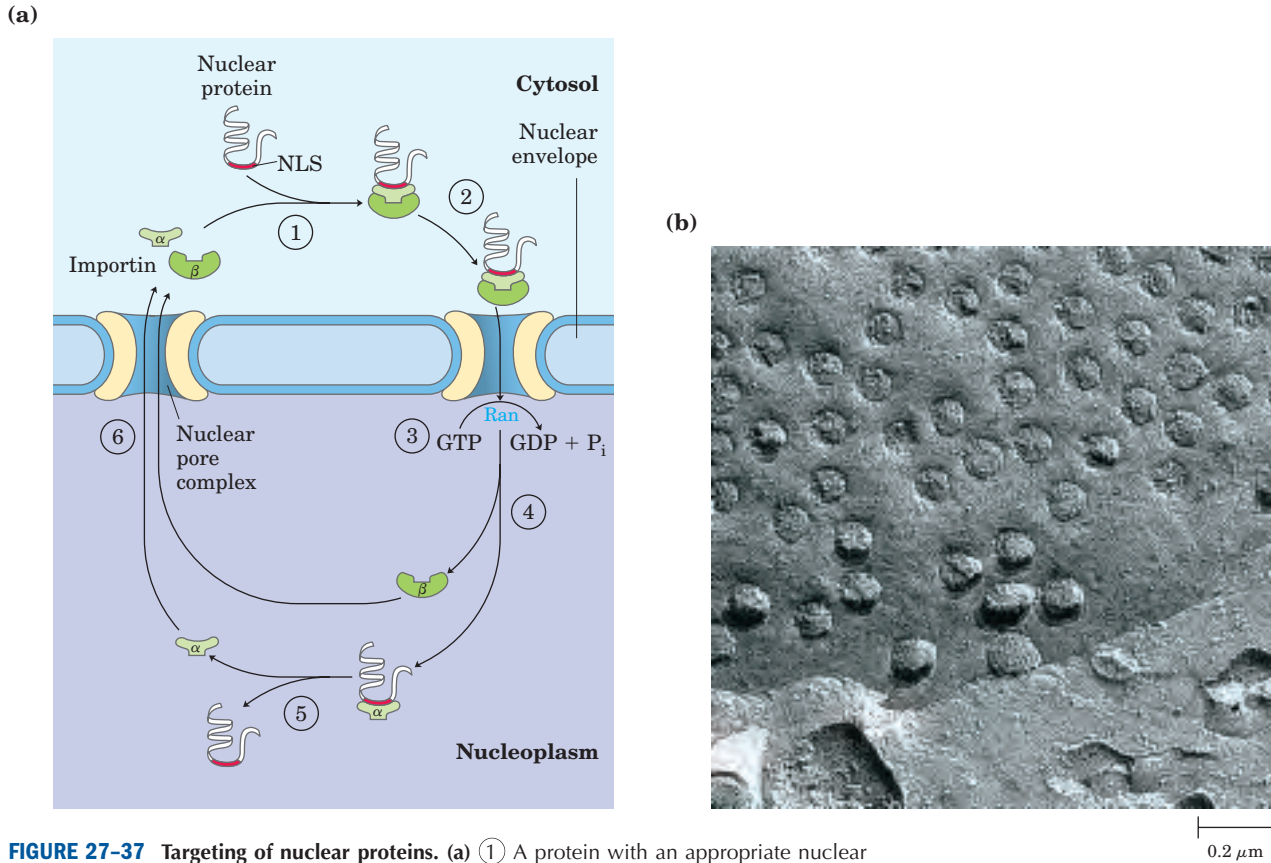 (a)
Nuclear
protein
Cytosol
Nuclear
envelope
NLS
1
2
α
Importin
β
Ran
3
GTP
GDP + Pi
6
Nuclear
pore
complex
4
β
α
α
5
Nucleoplasm
(b)
0.2 μm
FIGURE 27–37 Targeting of nuclear proteins. (a) ① A protein with an appropriate nuclear